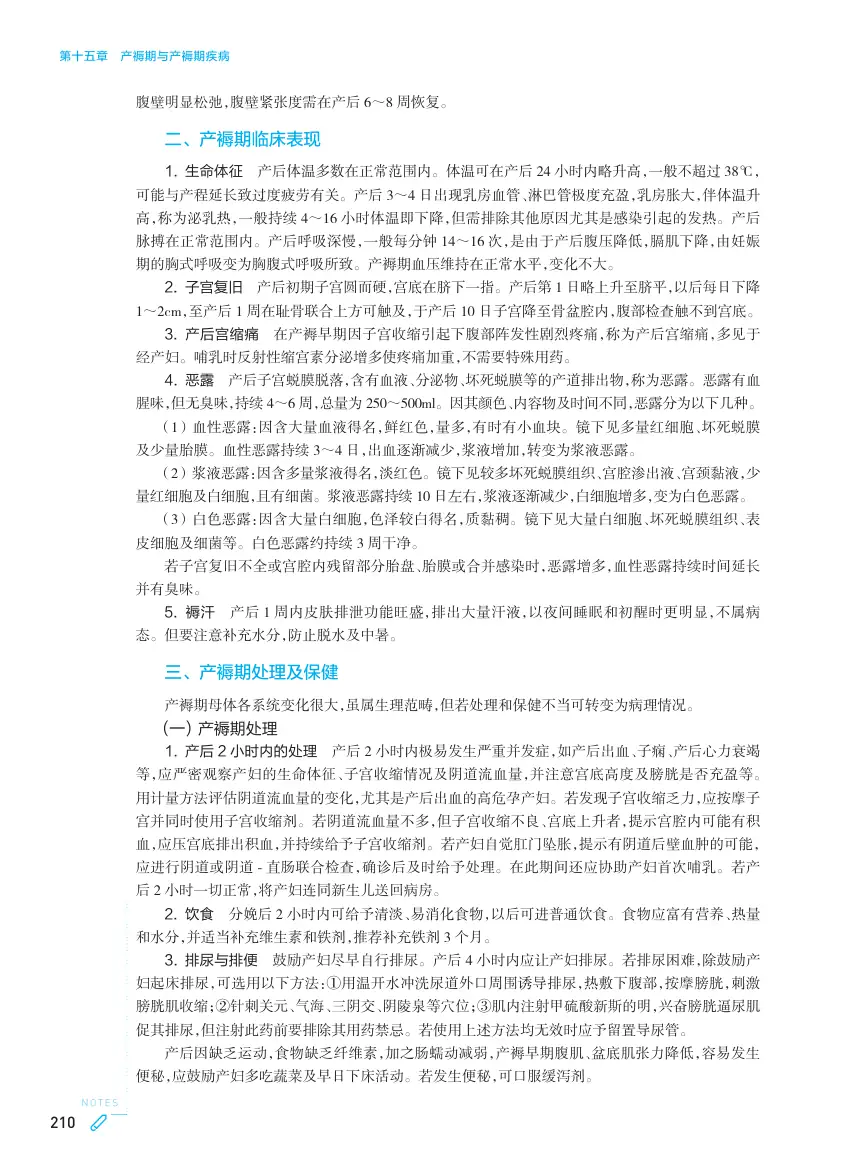 第十五章 产褥期与产褥期疾病
腹壁明显松弛,腹壁紧张度需在产后 6～8 周恢复。
二、产褥期临床表现
1. 生命体征 产后体温多数在正常范围内。体温可在产后 24 小时内略升高,一般不超过 38℃,
可能与产程延长致过度疲劳有关。产后 3～4 日出现乳房血管、淋巴管极度充盈,乳房胀大,伴体温升
高,称为泌乳热,一般持续 4～16 小时体温即下降,但需排除其他原因尤其是感染引起的发热。产后
脉搏在正常范围内。产后呼吸深慢,一般每分钟 14～16 次,是由于产后腹压降低,膈肌下降,由妊娠
期的胸式呼吸变为胸腹式呼吸所致。产褥期血压维持在正常水平,变化不大。
2. 子宫复旧 产后初期子宫圆而硬,宫底在脐下一指。产后第 1 日略上升至脐平,以后每日下降
1～2cm,至产后 1 周在耻骨联合上方可触及,于产后 10 日子宫降至骨盆腔内,腹部检查触不到宫底。
3. 产后宫缩痛 在产褥早期因子宫收缩引起下腹部阵发性剧烈疼痛,称为产后宫缩痛,多见于
经产妇。哺乳时反射性缩宫素分泌增多使疼痛加重,不需要特殊用药。
4. 恶露 产后子宫蜕膜脱落,含有血液、分泌物、坏死蜕膜等的产道排出物,称为恶露。恶露有血
腥味,但无臭味,持续 4～6 周,总量为 250～500ml。因其颜色、内容物及时间不同,恶露分为以下几种。
（1）血性恶露:因含大量血液得名,鲜红色,量多,有时有小血块。镜下见多量红细胞、坏死蜕膜
及少量胎膜。血性恶露持续 3～4 日,出血逐渐减少,浆液增加,转变为浆液恶露。
（2）浆液恶露:因含多量浆液得名,淡红色。镜下见较多坏死蜕膜组织、宫腔渗出液、宫颈黏液,少
量红细胞及白细胞,且有细菌。浆液恶露持续 10 日左右,浆液逐渐减少,白细胞增多,变为白色恶露。
（3）白色恶露:因含大量白细胞,色泽较白得名,质黏稠。镜下见大量白细胞、坏死蜕膜组织、表
皮细胞及细菌等。白色恶露约持续 3 周干净。
若子宫复旧不全或宫腔内残留部分胎盘、胎膜或合并感染时,恶露增多,血性恶露持续时间延长
并有臭味。
5. 褥汗 产后 1 周内皮肤排泄功能旺盛,排出大量汗液,以夜间睡眠和初醒时更明显,不属病
态。但要注意补充水分,防止脱水及中暑。
三、产褥期处理及保健
产褥期母体各系统变化很大,虽属生理范畴,但若处理和保健不当可转变为病理情况。
（一）产褥期处理
1. 产后 2 小时内的处理 产后 2 小时内极易发生严重并发症,如产后出血、子痫、产后心力衰竭
等,应严密观察产妇的生命体征、子宫收缩情况及阴道流血量,并注意宫底高度及膀胱是否充盈等。
用计量方法评估阴道流血量的变化,尤其是产后出血的高危孕产妇。若发现子宫收缩乏力,应按摩子
宫并同时使用子宫收缩剂。若阴道流血量不多,但子宫收缩不良、宫底上升者,提示宫腔内可能有积
血,应压宫底排出积血,并持续给予子宫收缩剂。若产妇自觉肛门坠胀,提示有阴道后壁血肿的可能,
应进行阴道或阴道 - 直肠联合检查,确诊后及时给予处理。在此期间还应协助产妇首次哺乳。若产
后 2 小时一切正常,将产妇连同新生儿送回病房。
2. 饮食 分娩后 2 小时内可给予清淡、易消化食物,以后可进普通饮食。食物应富有营养、热量
和水分,并适当补充维生素和铁剂,推荐补充铁剂 3 个月。
3. 排尿与排便 鼓励产妇尽早自行排尿。产后 4 小时内应让产妇排尿。若排尿困难,除鼓励产
妇起床排尿,可选用以下方法:①用温开水冲洗尿道外口周围诱导排尿,热敷下腹部,按摩膀胱,刺激
膀胱肌收缩;②针刺关元、气海、三阴交、阴陵泉等穴位;③肌内注射甲硫酸新斯的明,兴奋膀胱逼尿肌
促其排尿,但注射此药前要排除其用药禁忌。若使用上述方法均无效时应予留置导尿管。
产后因缺乏运动,食物缺乏纤维素,加之肠蠕动减弱,产褥早期腹肌、盆底肌张力降低,容易发生
便秘,应鼓励产妇多吃蔬菜及早日下床活动。若发生便秘,可口服缓泻剂。
NOTES
210